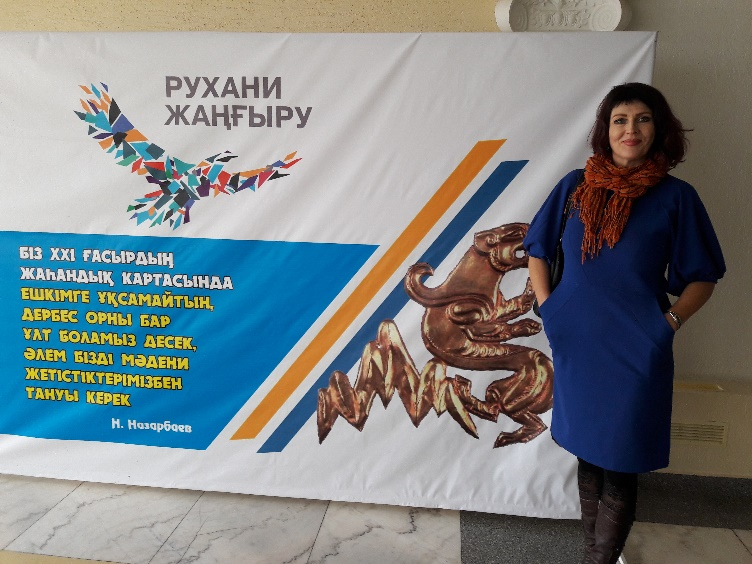 РУХАНИ
ЖАҢҒЫРУ
БІЗ XXI ҒАСЫРДЫҢ
ЖАҺАНДЫҚ КАРТАСЫНДА
ЕШКІМГЕ ҰҚСАМАЙТЫН,
ДЕРБЕС ОРНЫ БАР
ҰЛТ БОЛАМЫЗ ДЕСЕК,
ӘЛЕМ БІЗДІ МӘДЕНИ
ЖЕТІСТІКТЕРІМІЗБЕН
ТАНУЫ КЕРЕК
Н. Назарбаев